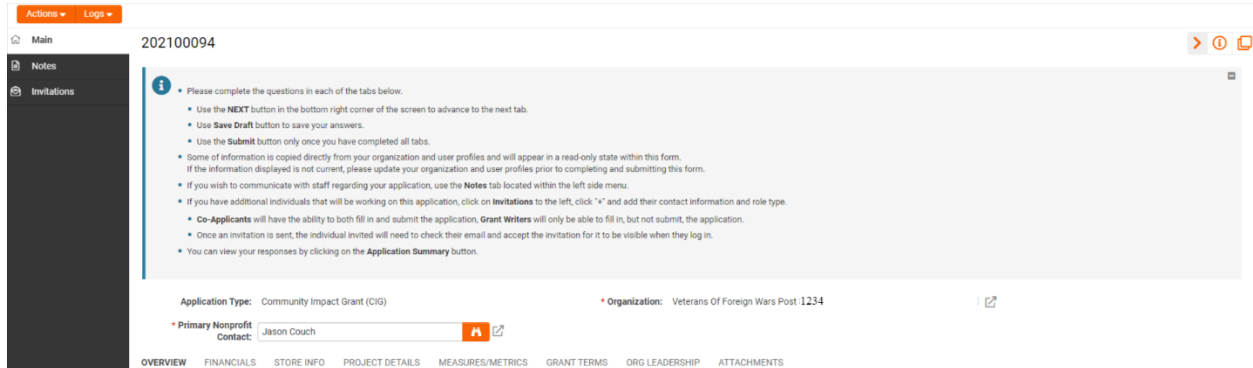 Actions Logs
Main
202100094
Notes
Invitations
Please complete the questions in each of the tabs below.
Use the NEXT button in the bottom right corner of the screen to advance to the next tab.
Use Save Draft button to save your answers.
Use the Submit button only once you have completed all tabs.
Some of information is copied directly from your organization and user profiles and will appear in a read-only state within this form.
If the information displayed is not current, please update your organization and user profiles prior to completing and submitting this form.
If you wish to communicate with staff regarding your application, use the Notes tab located within the left side menu.
If you have additional individuals that will be working on this application, click on Invitations to the left, click "+" and add their contact information and role type.
Co-Applicants will have the ability to both fill in and submit the application, Grant Writers will only be able to fill in, but not submit, the application.
Once an invitation is sent, the individual invited will need to check their email and accept the invitation for it to be visible when they log in.
You can view your responses by clicking on the Application Summary button.
Application Type: Community Impact Grant (CIG) * Organization: Veterans Of Foreign Wars Post 1234
* Primary Nonprofit
Contact: Jason Couch
OVERVIEW FINANCIALS STORE INFO PROJECT DETAILS MEASURES/METRICS GRANT TERMS ORG LEADERSHIP ATTACHMENTS